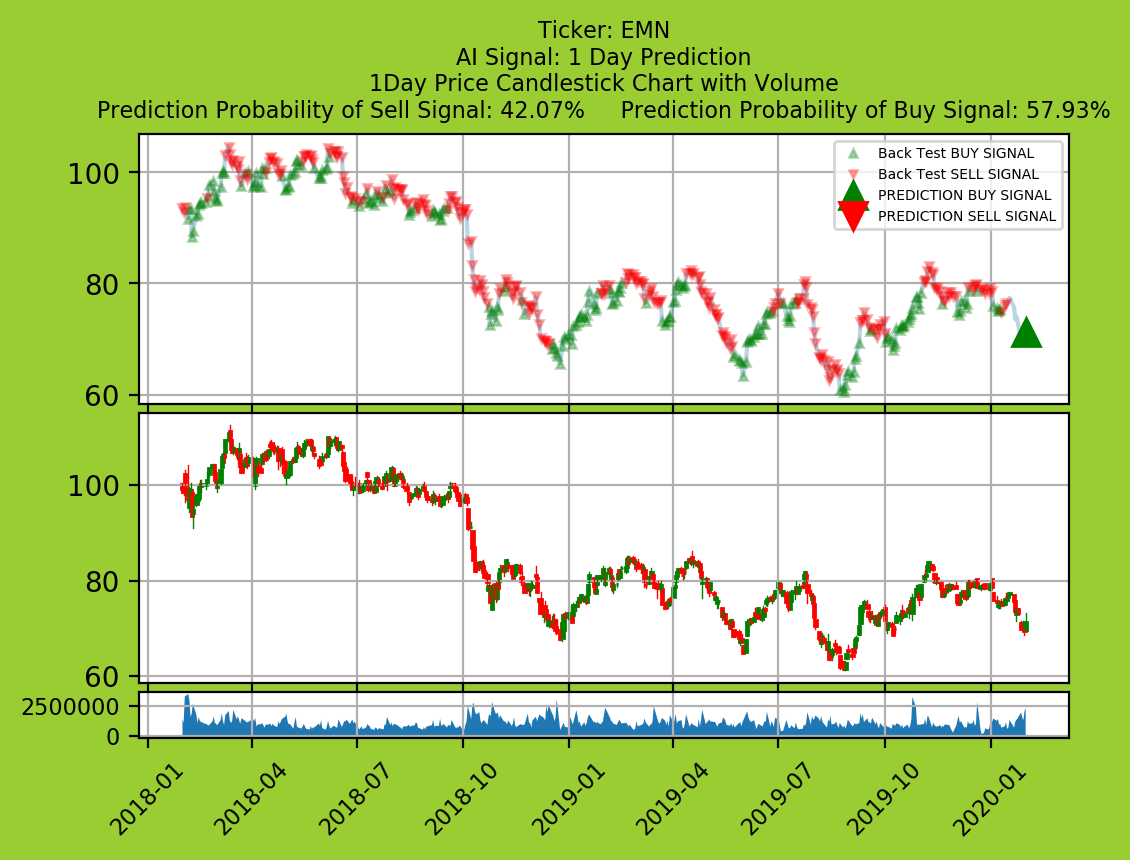 Ticker: EMN
AI Signal: 1 Day Prediction
1Day Price Candlestick Chart with Volume
Prediction Probability of Sell Signal: 42.07% Prediction Probability of Buy Signal: 57.93%
Back Test BUY SIGNAL
Back Test SELL SIGNAL
PREDICTION BUY SIGNAL
PREDICTION SELL SIGNAL
100
80
60
100
80
60
2500000
0
2018-01
2018-04
2018-07
2018-10
2019-01
2019-04
2019-07
2019-10
2020-01